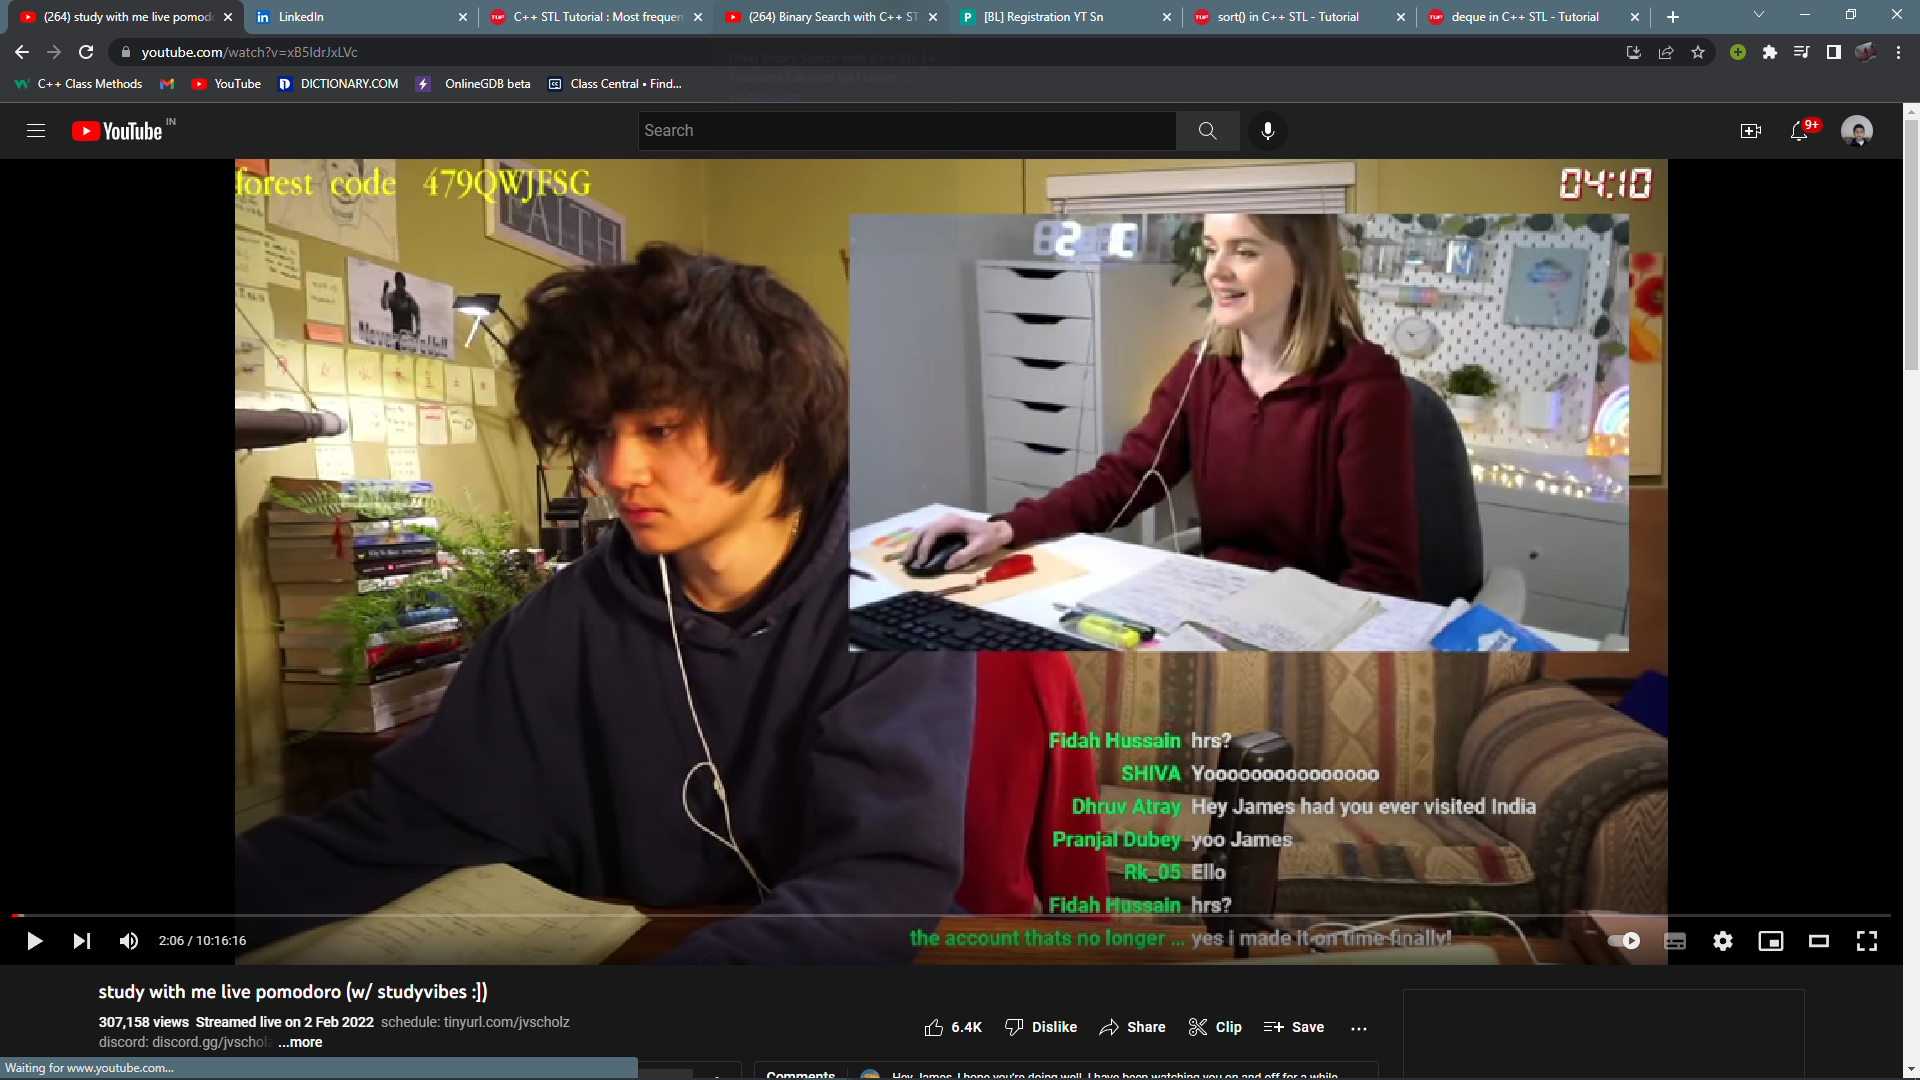 (264) study with me live pomod
LinkedIn
C++ STL Tutorial : Most frequen
(264) Binary Search with C++ ST
[BL] Registration YT Sn
sort() in C++ STL - Tutorial
deque in C++ STL - Tutorial
youtube.com/watch?v=xB5IdrJxLVc
C++ Class Methods
YouTube
DICTIONARY.COM
OnlineGDB beta
Class Central • Find...
YouTube IN
Search
9+
forest code 479QWJFSG
FAITH
04:10
Fidah Hussain hrs?
SHIVA Yooooooooooooooo
Dhruv Atray Hey James had you ever visited India
Pranjal Dubey yoo James
Rk_05 Ello
Fidah Hussain hrs?
the account thats no longer ... yes i made it on time finally!
2:06 / 10:16:16
study with me live pomodoro (w/ studyvibes :])
307,158 views Streamed live on 2 Feb 2022 schedule: tinyurl.com/jvscholz
discord: discord.gg/jvscholz ...more
6.4K
Dislike
Share
Clip
Save
Waiting for www.youtube.com...
Comments
Hey James, I hope you're doing well. I have been watching you on and off for a while